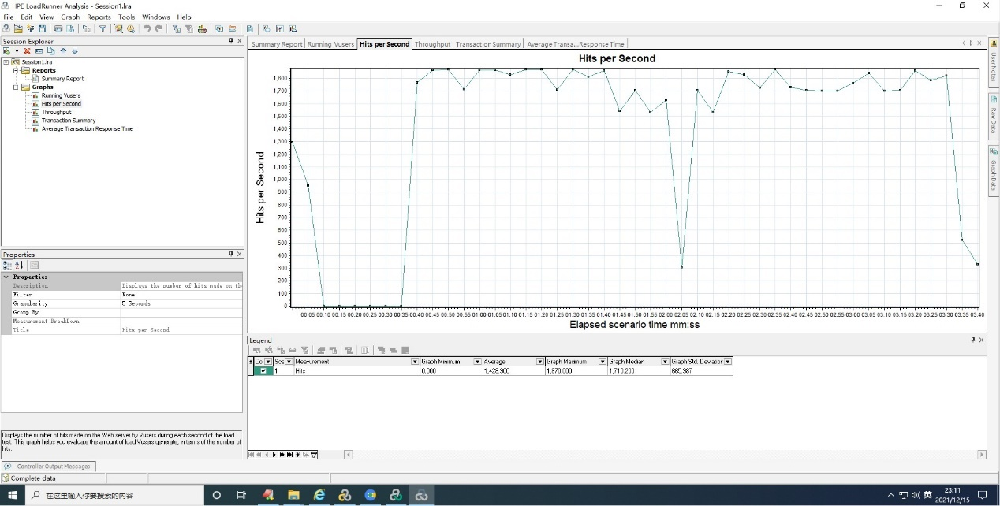 HPE LoadRunner Analysis - Session1.lra
File Edit View Graph Reports Tools Windows Help
Session Explorer
Session1.lra
Reports
Summary Report
Graphs
Running Vusers
Hits per Second
Throughput
Transaction Summary
Average Transaction Response Time
Properties
Properties
Description Displays the number of hits made on th
Filter None
Granularity 5 Seconds
Group By
Measurement BreakDown
Title Hits per Second
Displays the number of hits made on the Web server by Vusers during each second of the load
test. This graph helps you evaluate the amount of load Vusers generate, in terms of the number of
hits.
Controller Output Messages
Complete data
Summary Report Running Vusers Hits per Second Throughput Transaction Summary Average Transa...Response Time
Hits per Second
Hits per Second
1,800
1,700
1,600
1,500
1,400
1,300
1,200
1,100
1,000
900
800
700
600
500
400
300
200
100
0
00:05 00:10 00:15 00:20 00:25 00:30 00:35 00:40 00:45 00:50 00:55 01:00 01:05 01:10 01:15 01:20 01:25 01:30 01:35 01:40 01:45 01:50 01:55 02:00 02:05 02:10 02:15 02:20 02:25 02:30 02:35 02:40 02:45 02:50 02:55 03:00 03:05 03:10 03:15 03:20 03:25 03:30 03:35 03:40
Elapsed scenario time mm:ss
User Notes
Raw Data
Graph Data
Legend
Col Sca Measurement Graph Minimum Average Graph Maximum Graph Median Graph Std. Deviation
1 Hits 0.000 1,428.900 1,870.000 1,710.200 665.987
在这里输入你要搜索的内容
英
23:11
2021/12/15